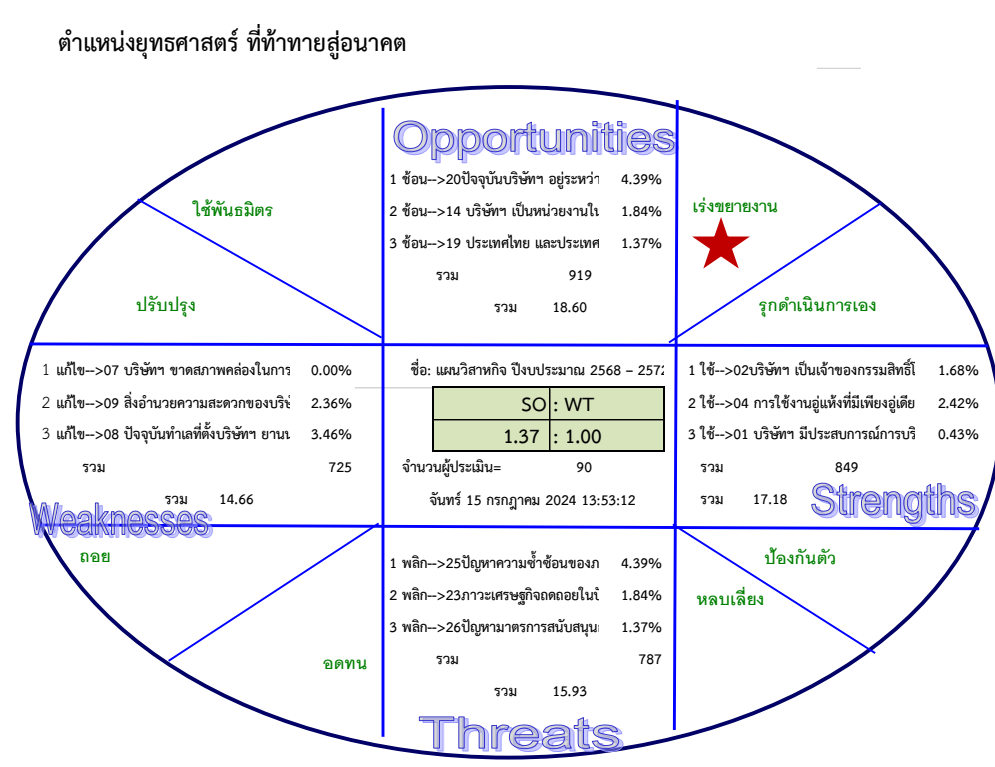 ตำแหน่งยุทธศาสตร์ ที่ท้าทายสู่อนาคต
Opportunities
1 ช้อน-->20ปัจจุบันบริษัทฯ อยู่ระหว่า 4.39%
2 ช้อน-->14 บริษัทฯ เป็นหน่วยงานใน 1.84%
3 ช้อน-->19 ประเทศไทย และประเทศ 1.37%
รวม 919
รวม 18.60
ใช้พันธมิตร
ปรับปรุง
เร่งขยายงาน
รุกดำเนินการเอง
1 แก้ไข-->07 บริษัทฯ ขาดสภาพคล่องในการ 0.00%
2 แก้ไข-->09 สิ่งอำนวยความสะดวกของบริษั 2.36%
3 แก้ไข-->08 ปัจจุบันทำเลที่ตั้งบริษัทฯ ยาน 3.46%
รวม 725
รวม 14.66
Weaknesses
ชื่อ: แผนวิสาหกิจ ปีงบประมาณ 2568 – 2572
SO : WT
1.37 : 1.00
จำนวนผู้ประเมิน= 90
จันทร์ 15 กรกฎาคม 2024 13:53:12
1 ใช้-->02บริษัทฯ เป็นเจ้าของกรรมสิทธิ์ 1.68%
2 ใช้-->04 การใช้งานอู่แห้งที่มีเพียงอู่เดีย 2.42%
3 ใช้-->01 บริษัทฯ มีประสบการณ์การบริ 0.43%
รวม 849
รวม 17.18
Strengths
ถอย
อดทน
1 พลิก-->25ปัญหาความซ้ำซ้อนของภ 4.39%
2 พลิก-->23ภาวะเศรษฐกิจถดถอยในปี 1.84%
3 พลิก-->26ปัญหามาตรการสนับสนุน 1.37%
รวม 787
รวม 15.93
Threats
ป้องกันตัว
หลบเลี่ยง